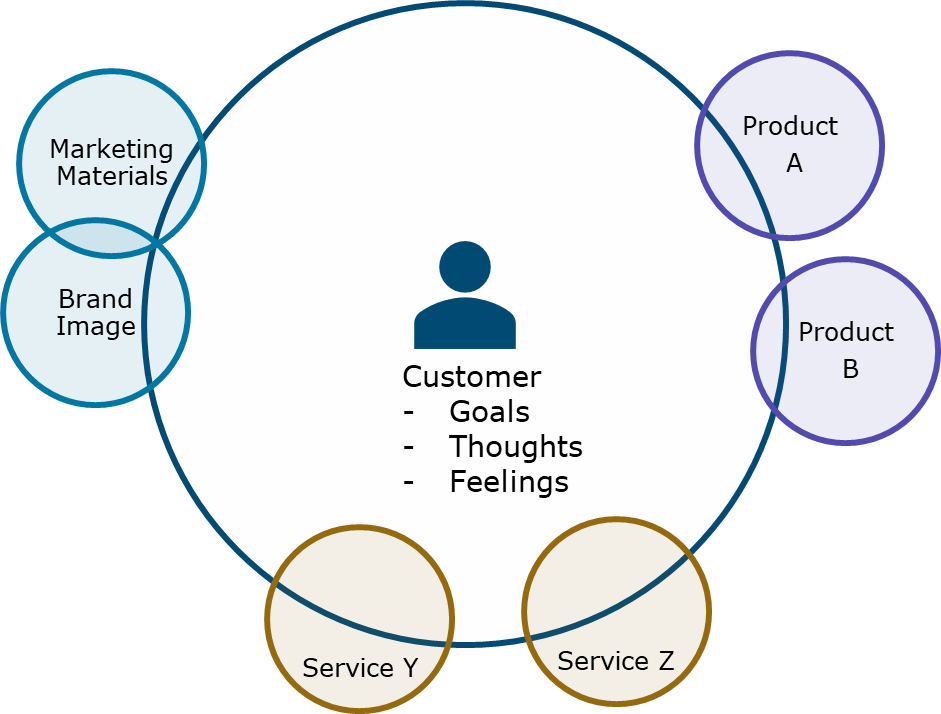 Marketing
Materials
Brand
Image
Product
A
Product
B
Customer
- Goals
- Thoughts
- Feelings
Service Y
Service Z